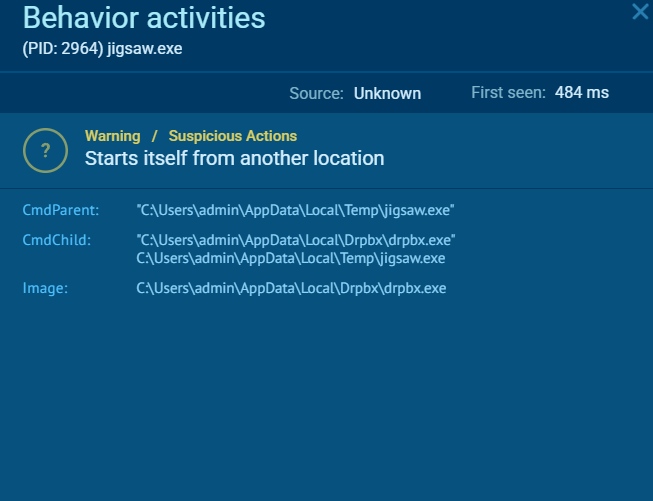 Behavior activities
(PID: 2964) jigsaw.exe
Source: Unknown First seen: 484 ms
? Warning / Suspicious Actions
Starts itself from another location
CmdParent: "C:\Users\admin\AppData\Local\Temp\jigsaw.exe"
CmdChild: "C:\Users\admin\AppData\Local\Drpbx\drpbx.exe"
C:\Users\admin\AppData\Local\Temp\jigsaw.exe
Image: C:\Users\admin\AppData\Local\Drpbx\drpbx.exe